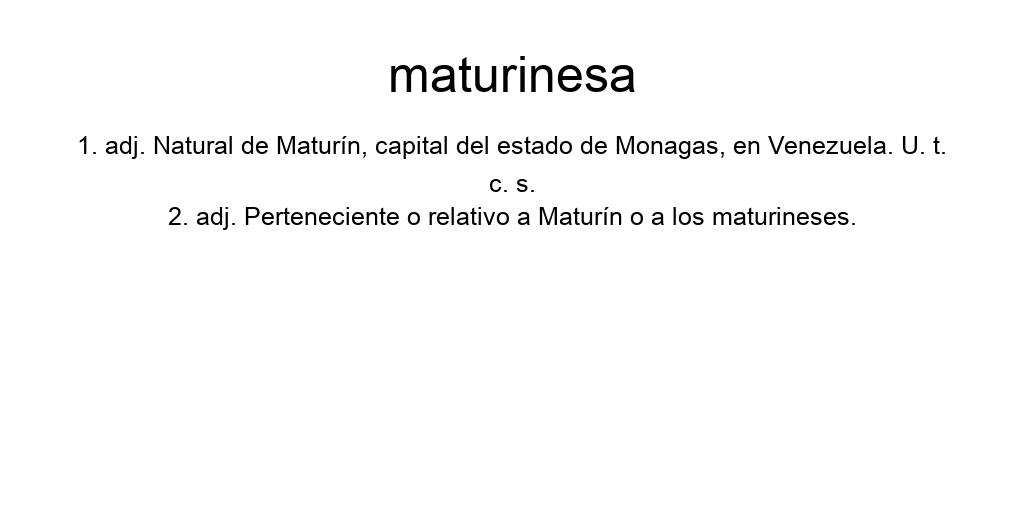 maturinesa
1. adj. Natural de Maturín, capital del estado de Monagas, en Venezuela. U. t.
c. s.
2. adj. Perteneciente o relativo a Maturín o a los maturineses.